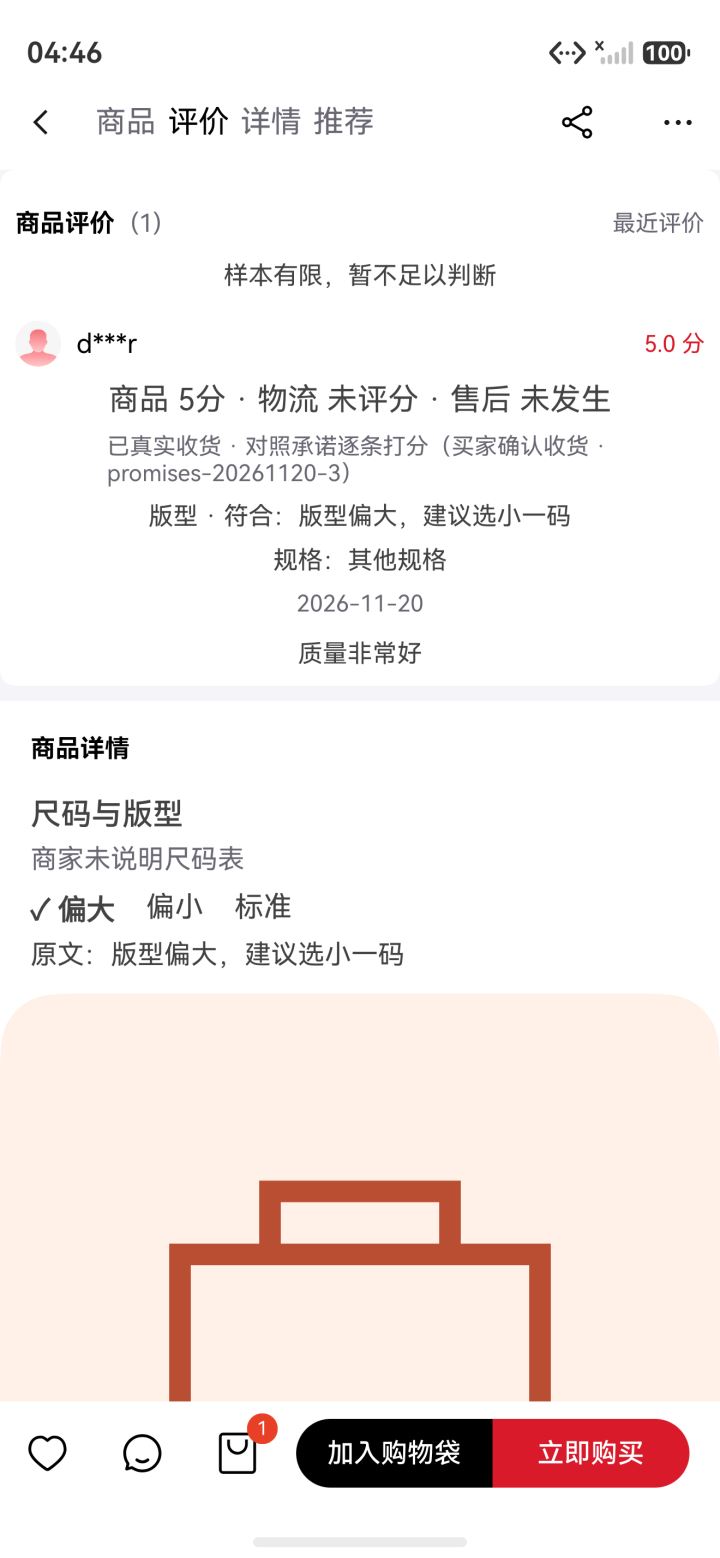 04:46
100
商品 评价 详情 推荐
商品评价 (1) 最近评价
样本有限，暂不足以判断
d***r 5.0 分
商品 5分 · 物流 未评分 · 售后 未发生
已真实收货 · 对照承诺逐条打分（买家确认收货 ·
promises-20261120-3）
版型 · 符合：版型偏大，建议选小一码
规格：其他规格
2026-11-20
质量非常好
商品详情
尺码与版型
商家未说明尺码表
✓ 偏大 偏小 标准
原文：版型偏大，建议选小一码
1
加入购物袋 立即购买